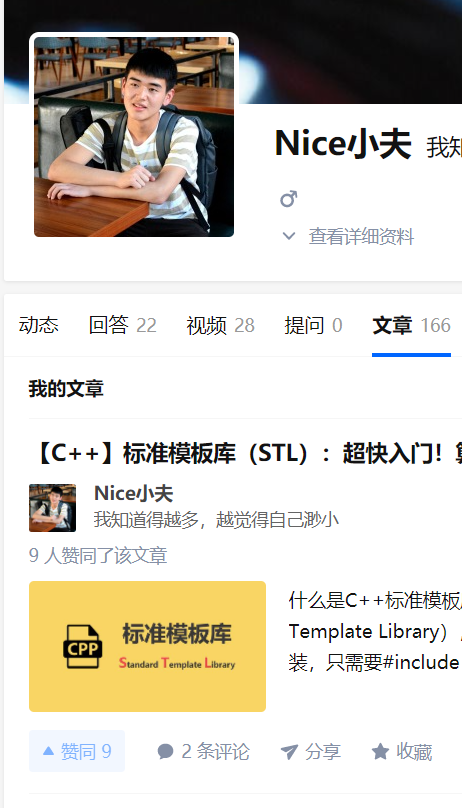 Nice小夫 我知
查看详细资料
动态 回答 22 视频 28 提问 0 文章 166
我的文章
【C++】标准模板库（STL）：超快入门！
Nice小夫
我知道得越多，越觉得自己渺小
9 人赞同了该文章
标准模板库
CPP
Standard Template Library
什么是C++标准模板
Template Library）
装，只需要#include
赞同 9 2 条评论 分享 收藏